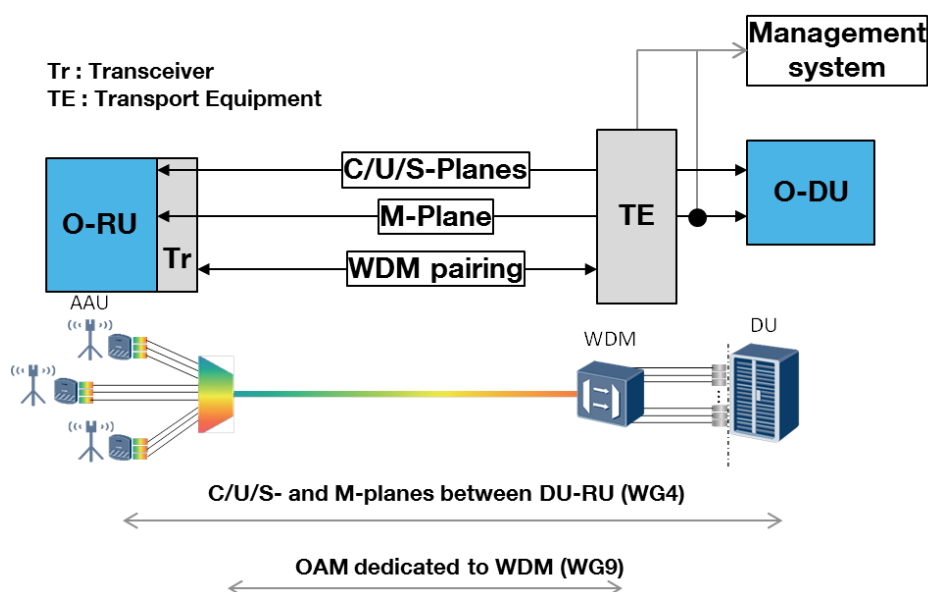 Management
system
Tr : Transceiver
TE : Transport Equipment
C/U/S-Planes
O-RU
M-Plane
TE
O-DU
Tr
WDM pairing
AAU
WDM
DU
C/U/S- and M-planes between DU-RU (WG4)
OAM dedicated to WDM (WG9)